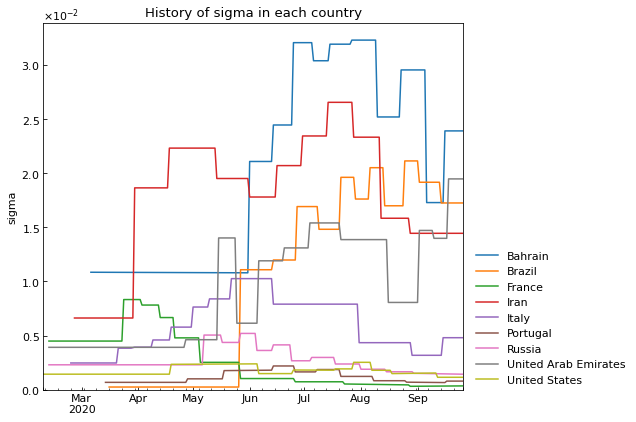 History of sigma in each country
×10⁻²
3.0
2.5
2.0
1.5
1.0
0.5
0.0
sigma
Mar Apr May Jun Jul Aug Sep
2020
Bahrain
Brazil
France
Iran
Italy
Portugal
Russia
United Arab Emirates
United States